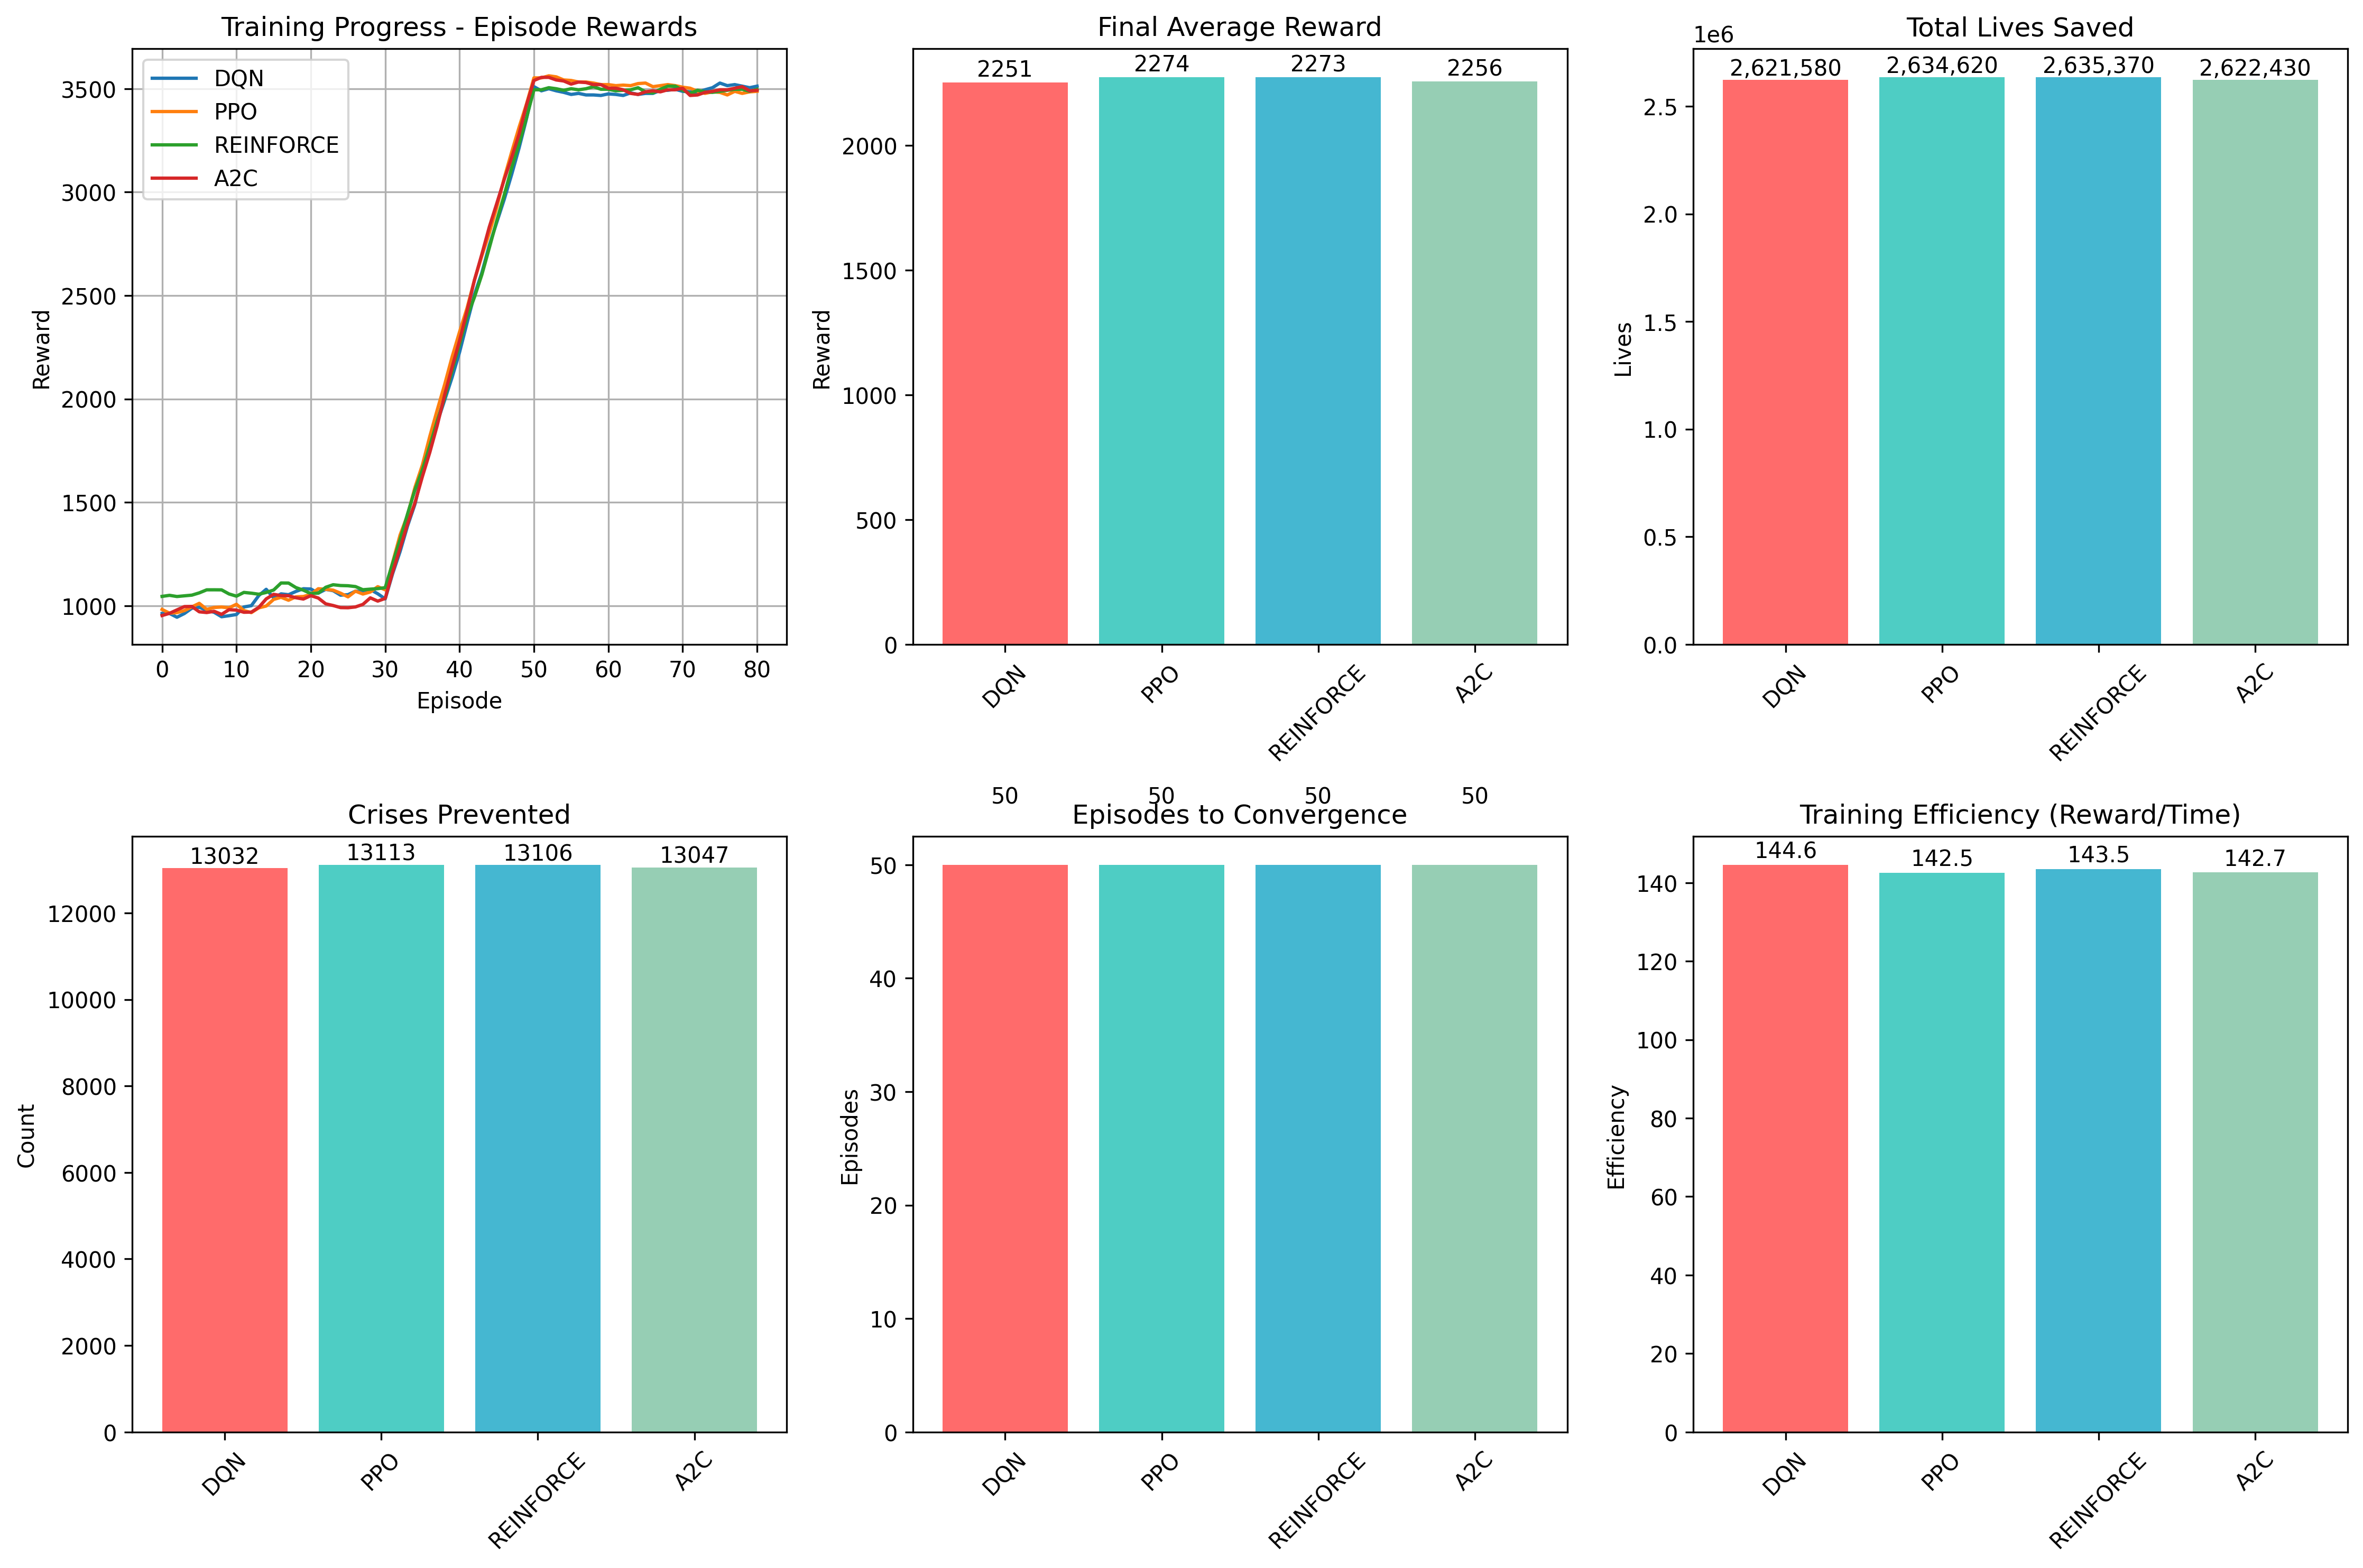 Training Progress - Episode Rewards
DQN
PPO
REINFORCE
A2C
3500
3000
2500
2000
1500
1000
Reward
0 10 20 30 40 50 60 70 80
Episode
Final Average Reward
2251 2274 2273 2256
2000
1500
1000
500
0
Reward
DQN PPO REINFORCE A2C
Total Lives Saved
1e6
2,621,580 2,634,620 2,635,370 2,622,430
2.5
2.0
1.5
1.0
0.5
0.0
Lives
DQN PPO REINFORCE A2C
Crises Prevented
13032 13113 13106 13047
12000
10000
8000
6000
4000
2000
0
Count
DQN PPO REINFORCE A2C
50 50 50 50
Episodes to Convergence
50
40
30
20
10
0
Episodes
DQN PPO REINFORCE A2C
Training Efficiency (Reward/Time)
144.6 142.5 143.5 142.7
140
120
100
80
60
40
20
0
Efficiency
DQN PPO REINFORCE A2C